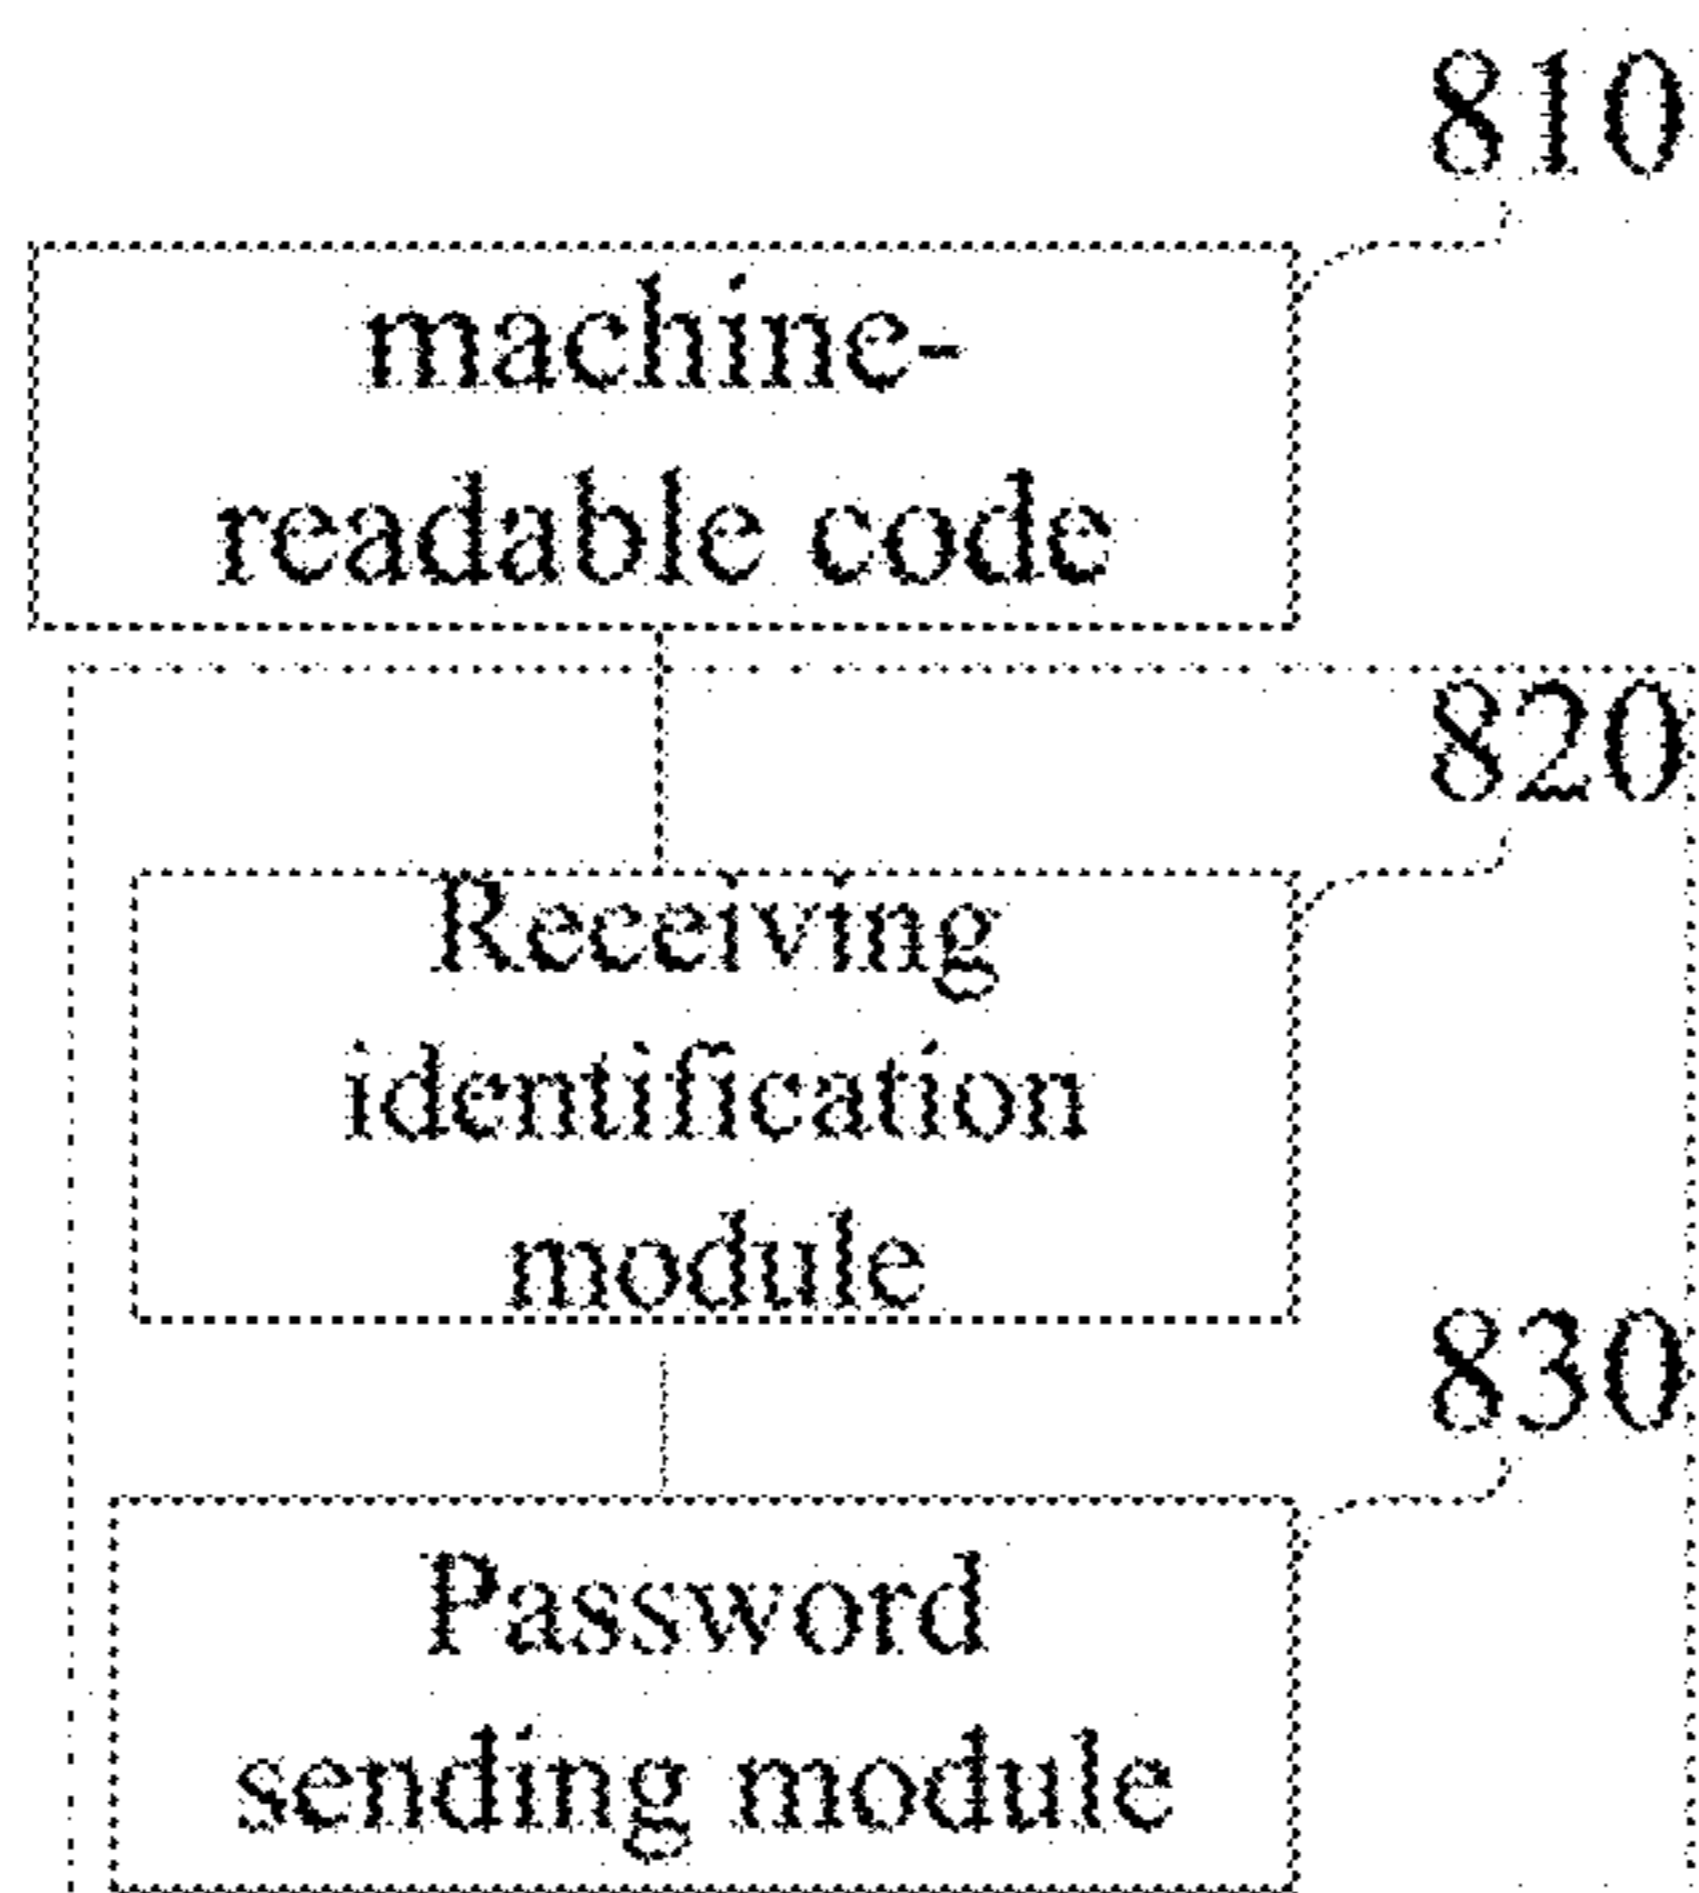 810
machine-
readable code
820
Receiving
identification
module
830
Password
sending module